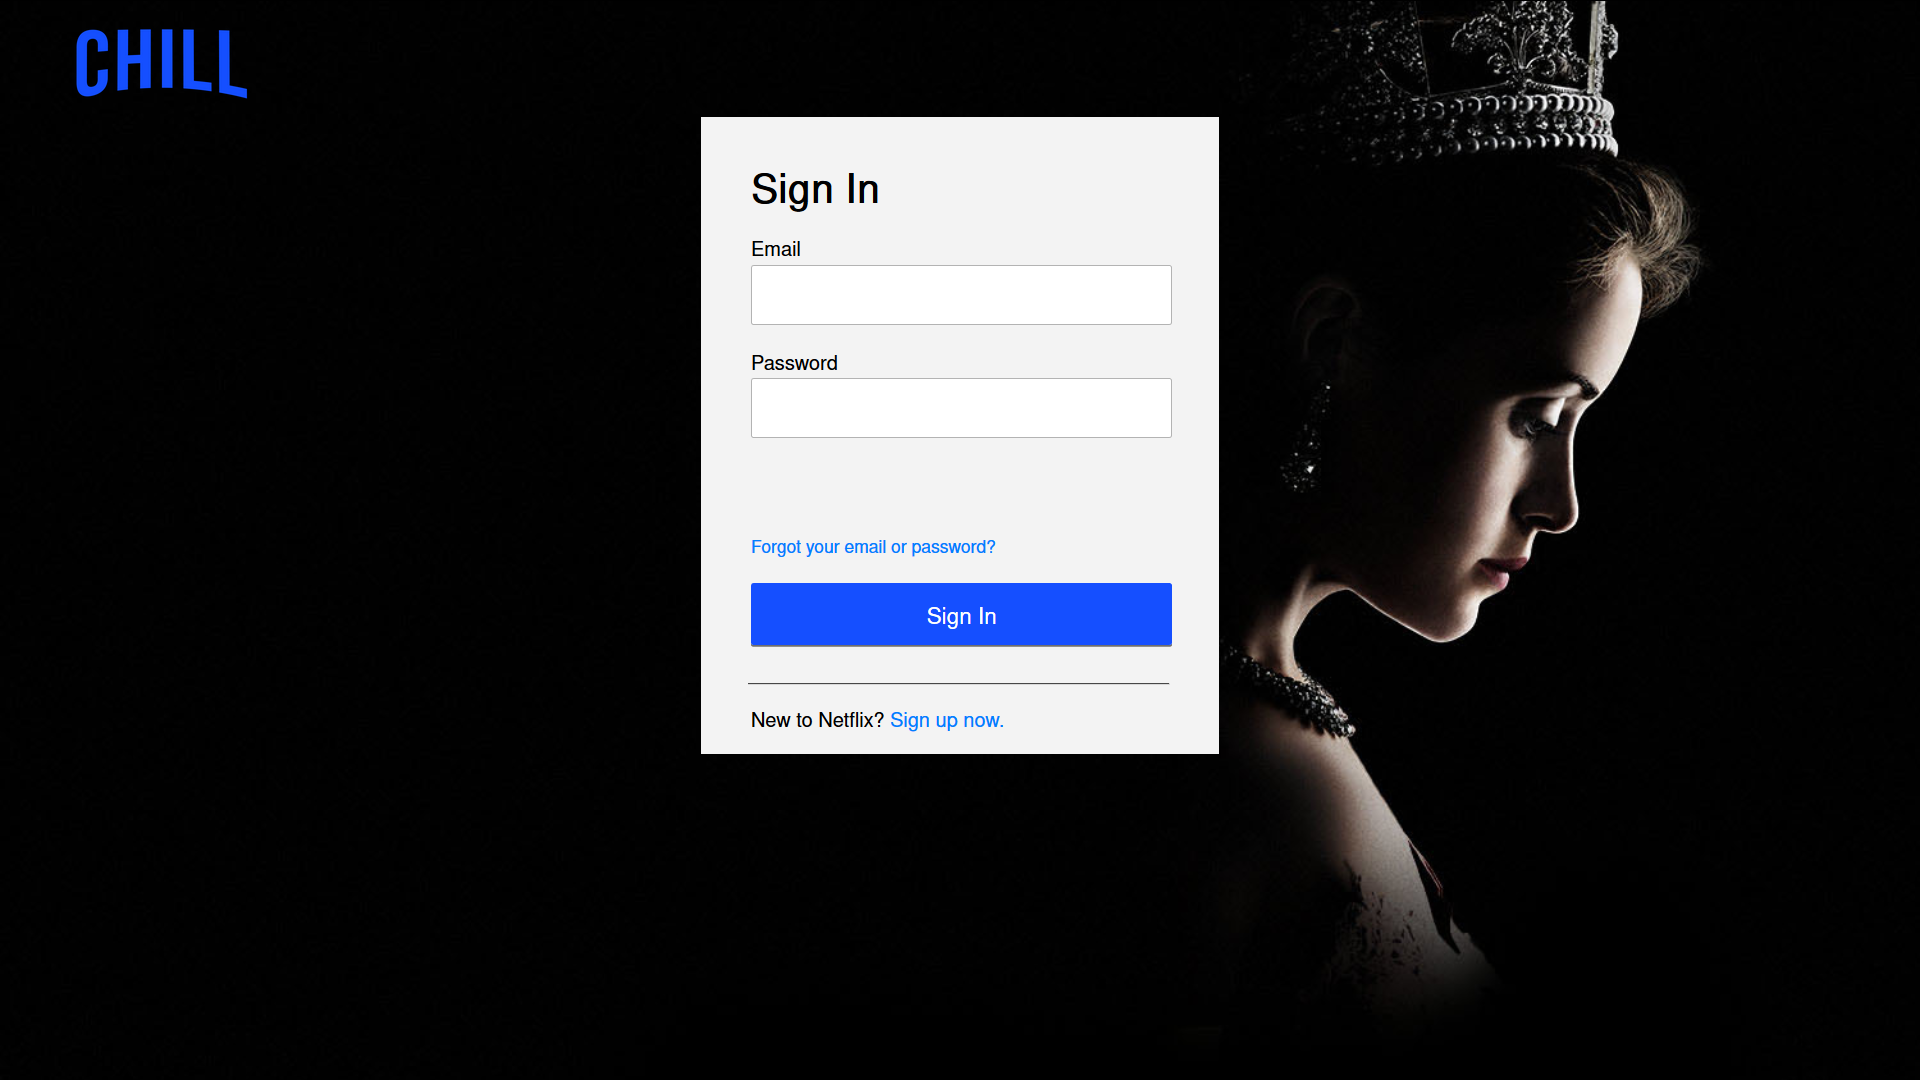 CHILL
Sign In
Email
Password
Forgot your email or password?
Sign In
New to Netflix? Sign up now.